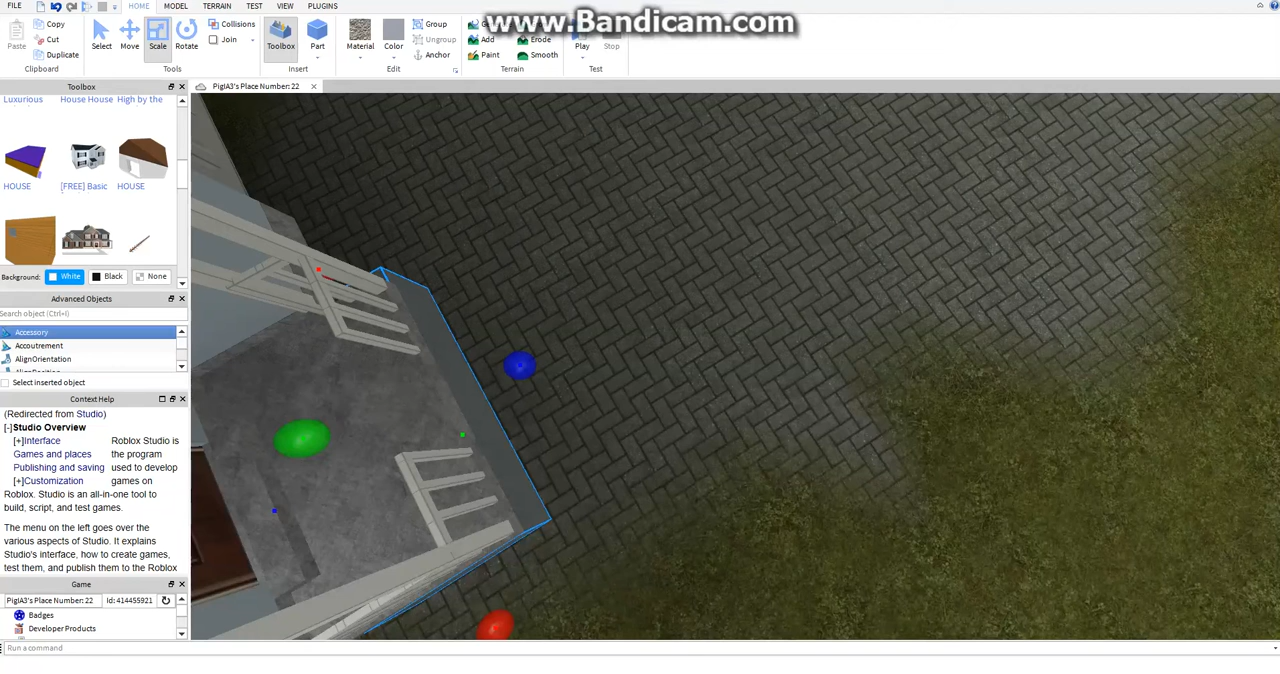 FILE HOME MODEL TERRAIN TEST VIEW PLUGINS
www.Bandicam.com
Paste
Copy
Cut
Duplicate
Clipboard
Select Move Scale Rotate
Collisions
Join
Tools
Toolbox Part
Insert
Material Color
Group
Ungroup
Anchor
Edit
Add Erode
Paint Smooth
Terrain
Play Stop
Test
Toolbox
PigIA3's Place Number: 22
Luxurious House House High by the
HOUSE [FREE] Basic HOUSE
Background: White Black None
Advanced Objects
Search object (Ctrl+I)
Accessory
Accoutrement
AlignOrientation
Select inserted object
Context Help
(Redirected from Studio)
[-]Studio Overview
[+]Interface
Games and places
Publishing and saving
[+]Customization
Roblox Studio is
the program
used to develop
games on
Roblox. Studio is an all-in-one tool to
build, script, and test games.
The menu on the left goes over the
various aspects of Studio. It explains
Studio's interface, how to create games,
test them, and publish them to the Roblox
Game
PigIA3's Place Number: 22 Id: 414455921
Badges
Developer Products
Run a command